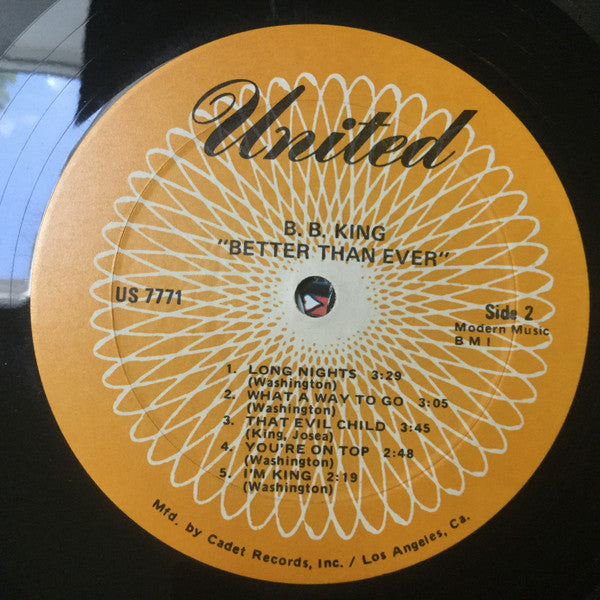 United
B. B. KING
"BETTER THAN EVER"
US 7771
Side 2
Modern Music
B M I
1. LONG NIGHTS 3:29
(Washington)
2. WHAT A WAY TO GO 3:05
(Washington)
3. THAT EVIL CHILD 3:45
(King, Josea)
4. YOU'RE ON TOP 2:48
(Washington)
5. I'M KING 2:19
(Washington)
Mfd. by Cadet Records, Inc. / Los Angeles, Ca.